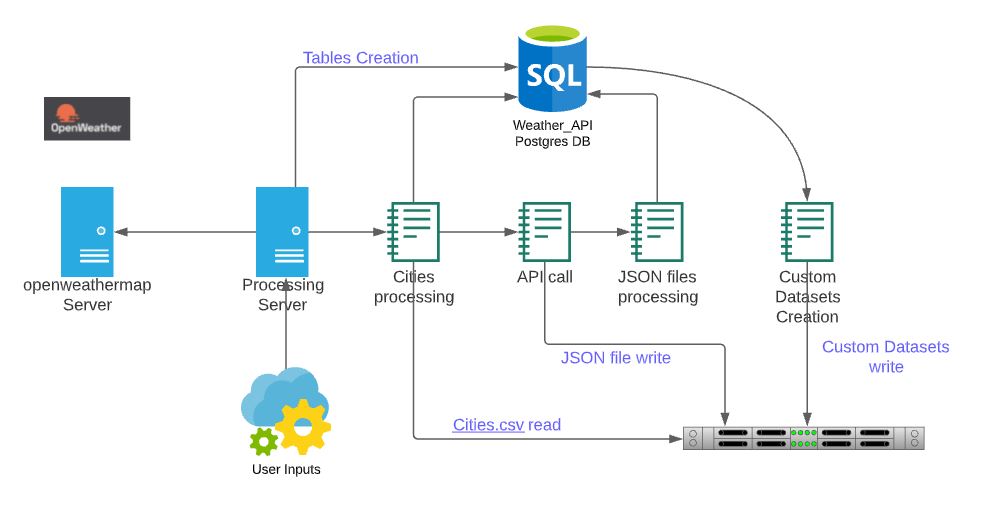 Tables Creation
SQL
OpenWeather
Weather_API
Postgres DB
openweathermap
Server
Processing
Server
Cities
processing
API call
JSON files
processing
Custom
Datasets
Creation
JSON file write
Custom Datasets
write
Cities.csv read
User Inputs